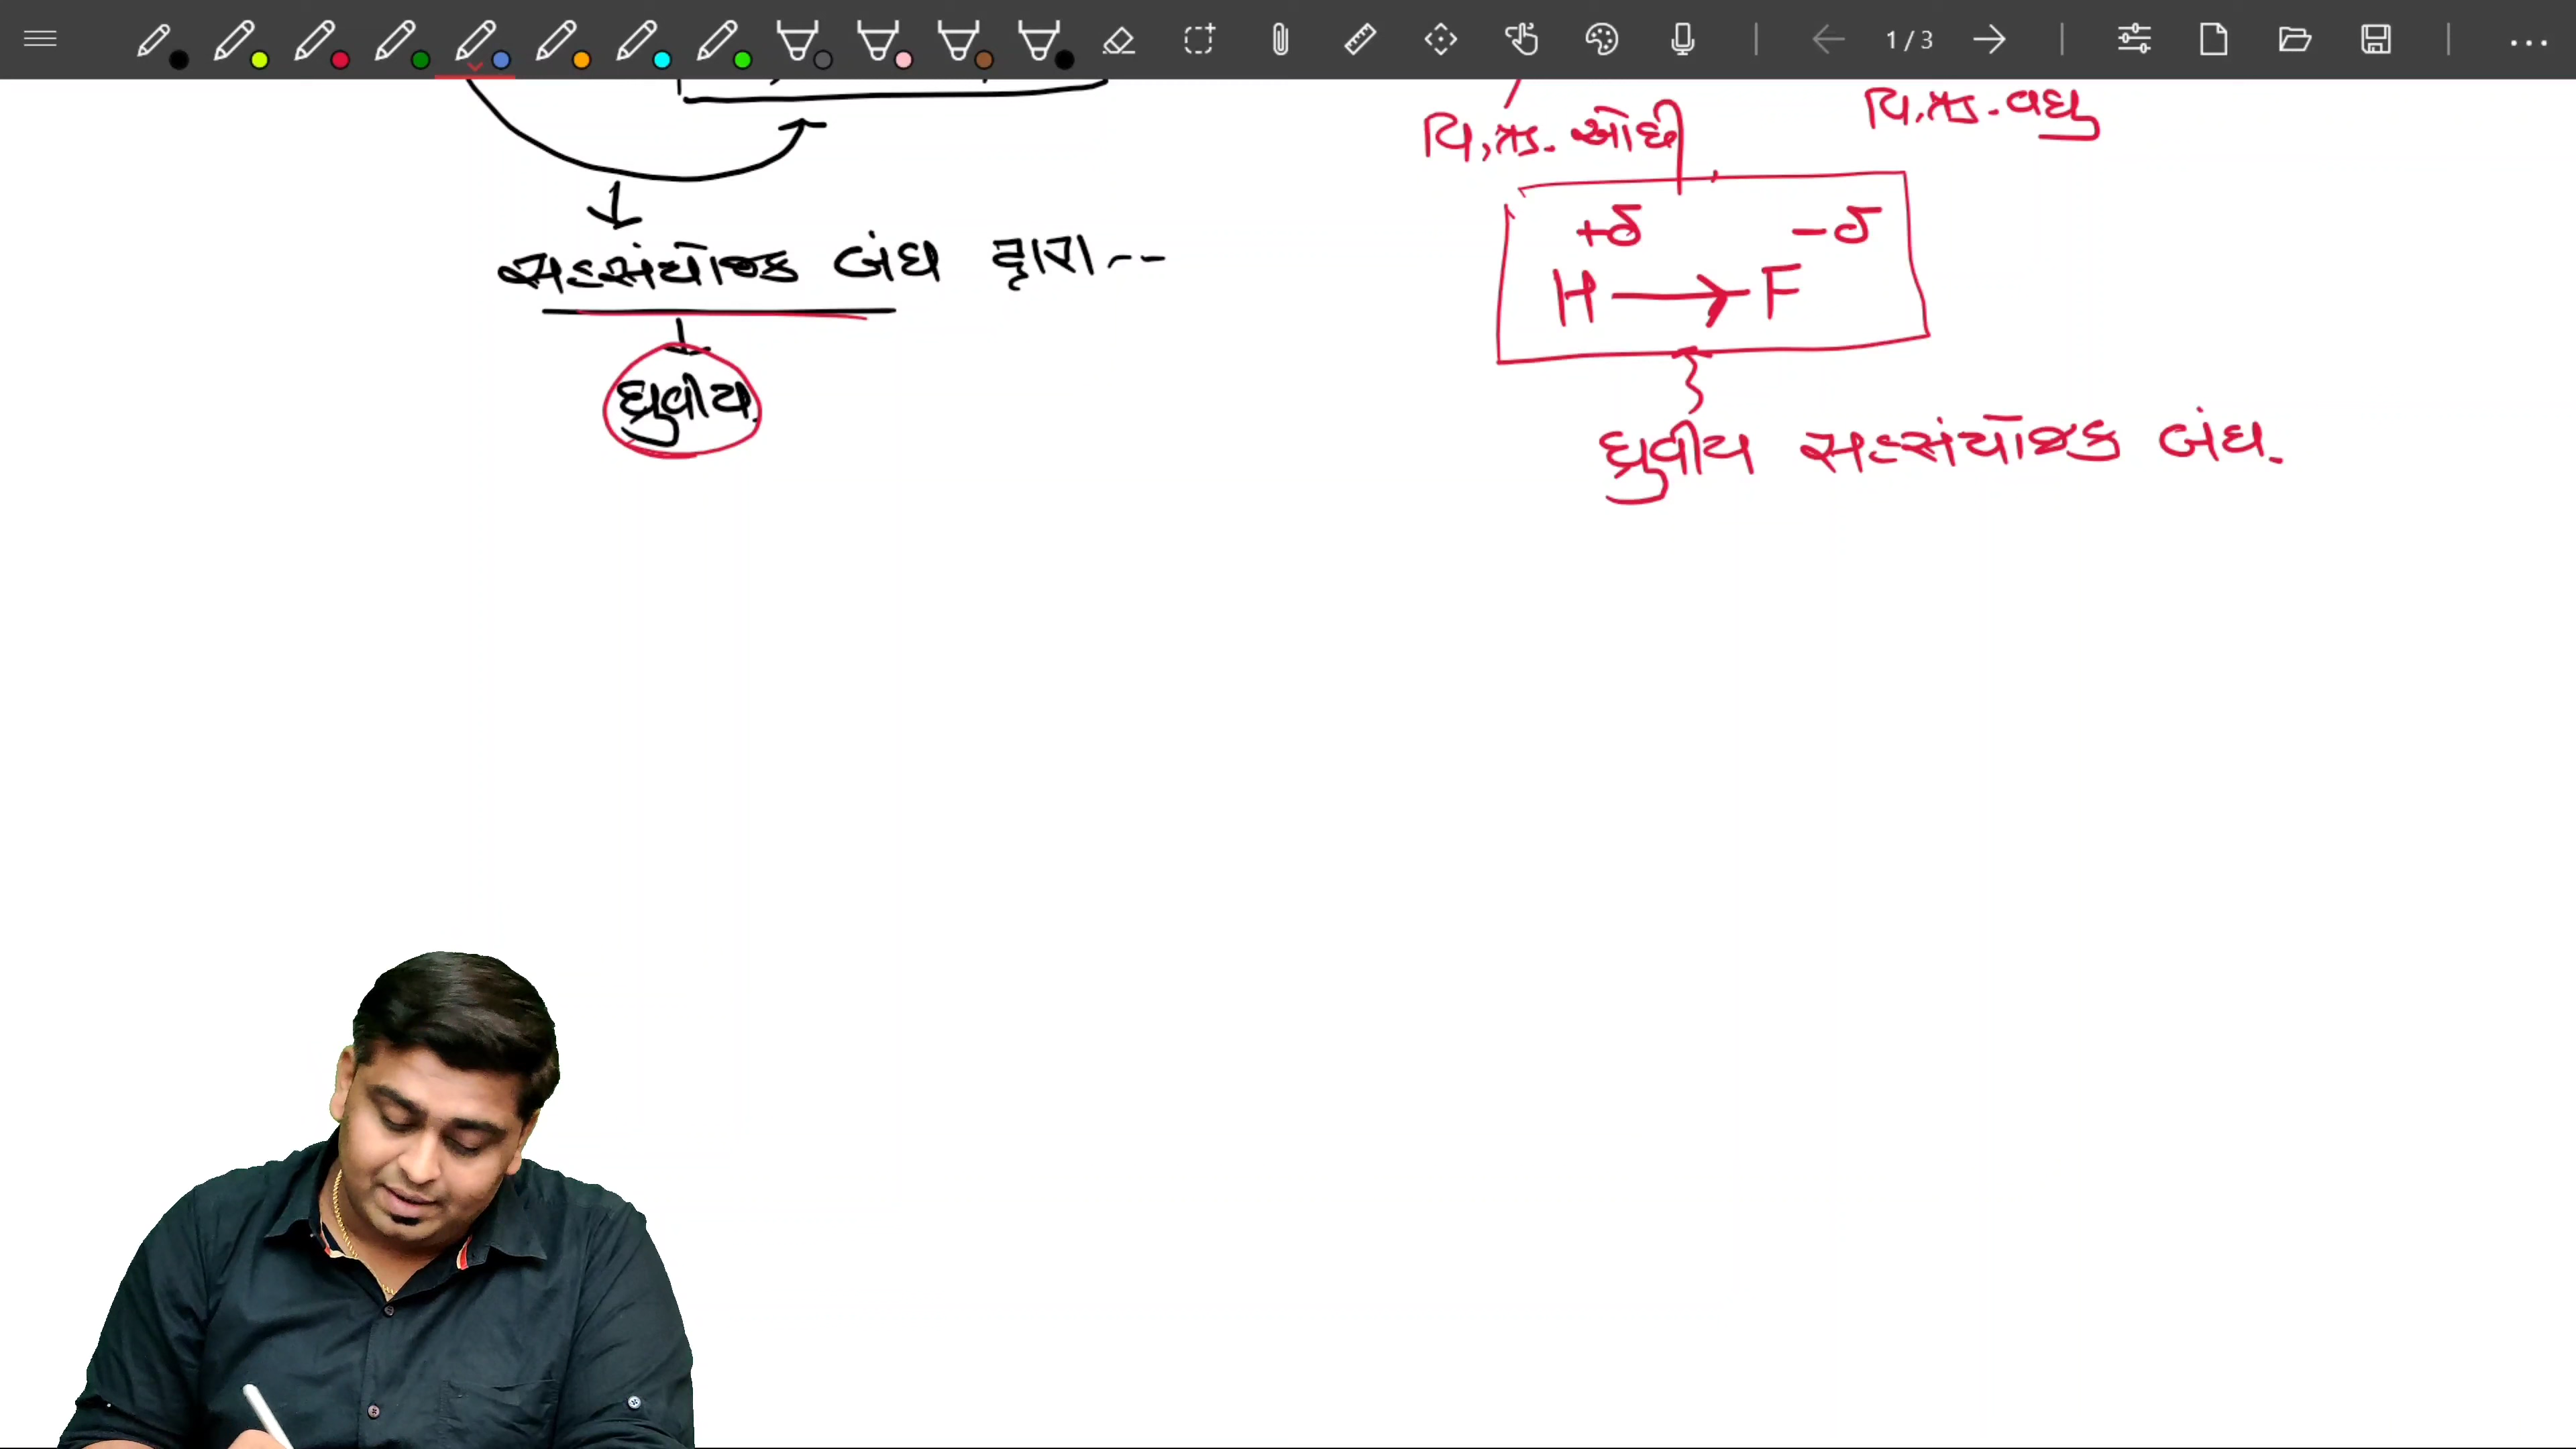 1 / 3
વિ,ઋ. ઓછી
વિ,ઋ. વધુ
સહસંયોજક બંધ દ્વારા --
ધ્રુવીય.
+δ -δ
H → F
ધ્રુવીય સહસંયોજક બંધ.